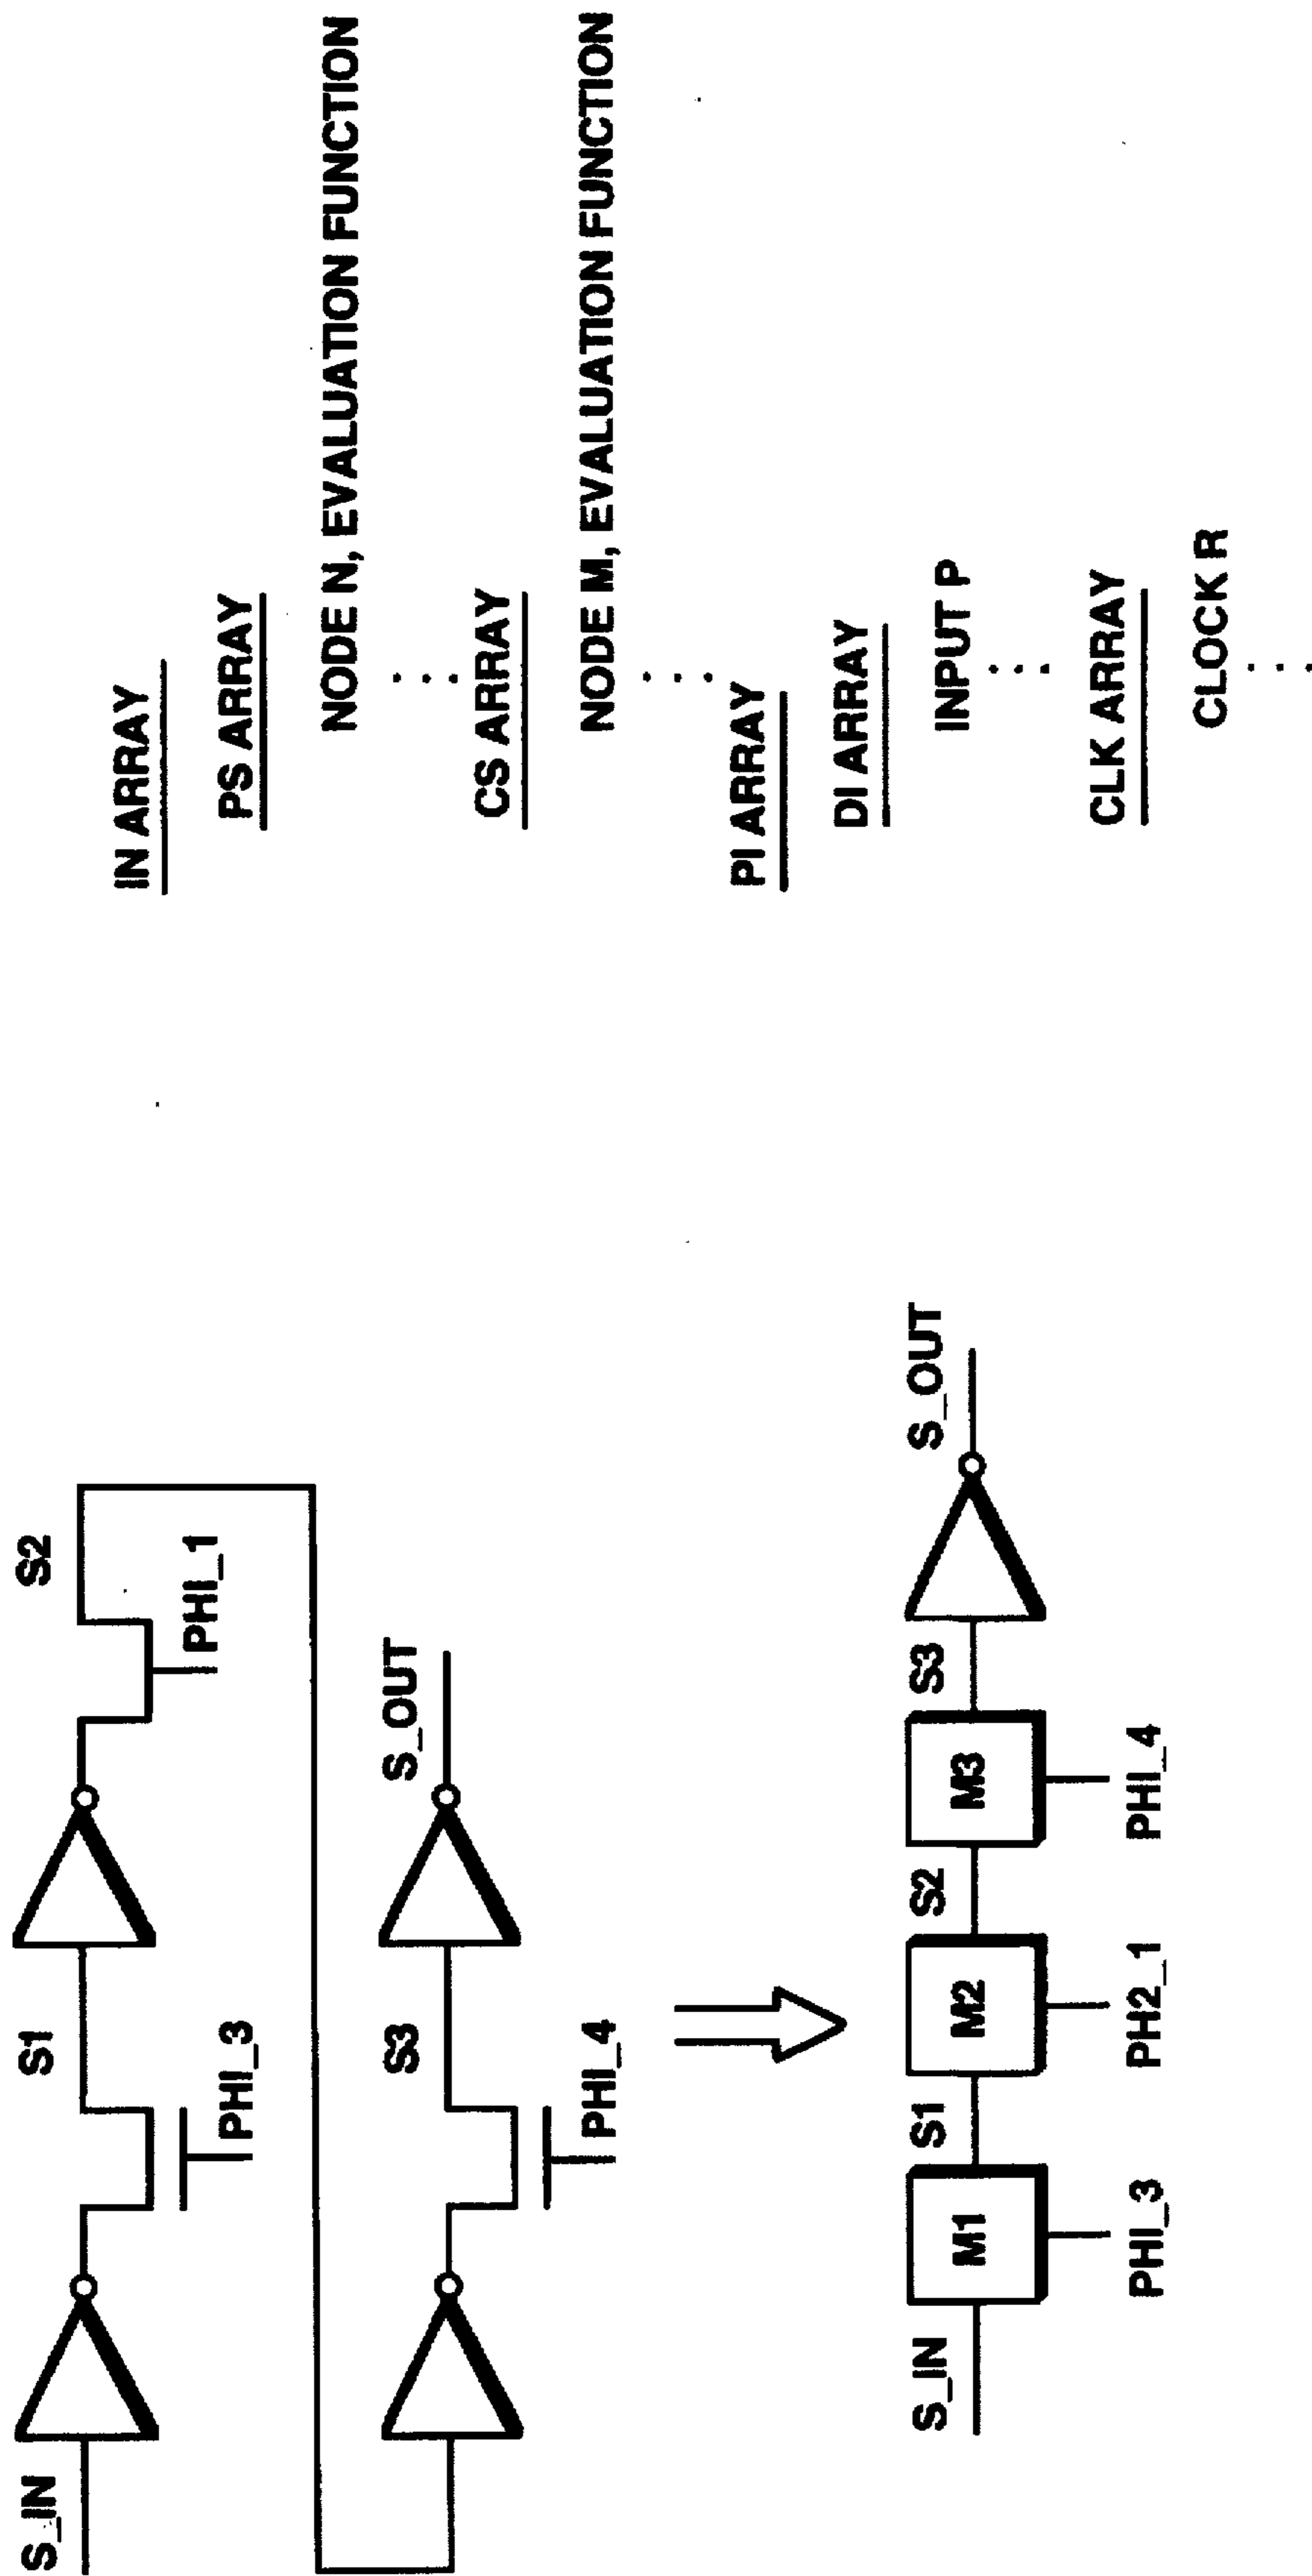 S_IN
S1
S2
PHI_3
PHI_1
S3
S_OUT
PHI_4
S_IN
S1
S2
S3
S_OUT
M1
M2
M3
PHI_3
PH2_1
PHI_4
IN ARRAY
PS ARRAY
NODE N, EVALUATION FUNCTION
CS ARRAY
NODE M, EVALUATION FUNCTION
PI ARRAY
DI ARRAY
INPUT P
CLK ARRAY
CLOCK R